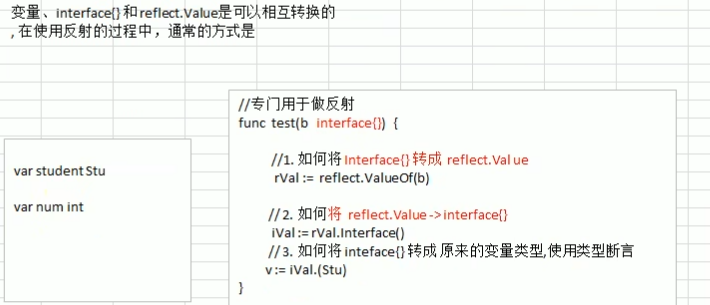 变量、interface{} 和 reflect.Value是可以相互转换的
, 在使用反射的过程中，通常的方式是
var student Stu
var num int
//专门用于做反射
func test(b interface{}) {
//1. 如何将 Interface{} 转成 reflect.Value
rVal := reflect.ValueOf(b)
//2. 如何将 reflect.Value->interface{}
iVal := rVal.Interface()
//3. 如何将 inteface{} 转成 原来的变量类型,使用类型断言
v := iVal.(Stu)
}